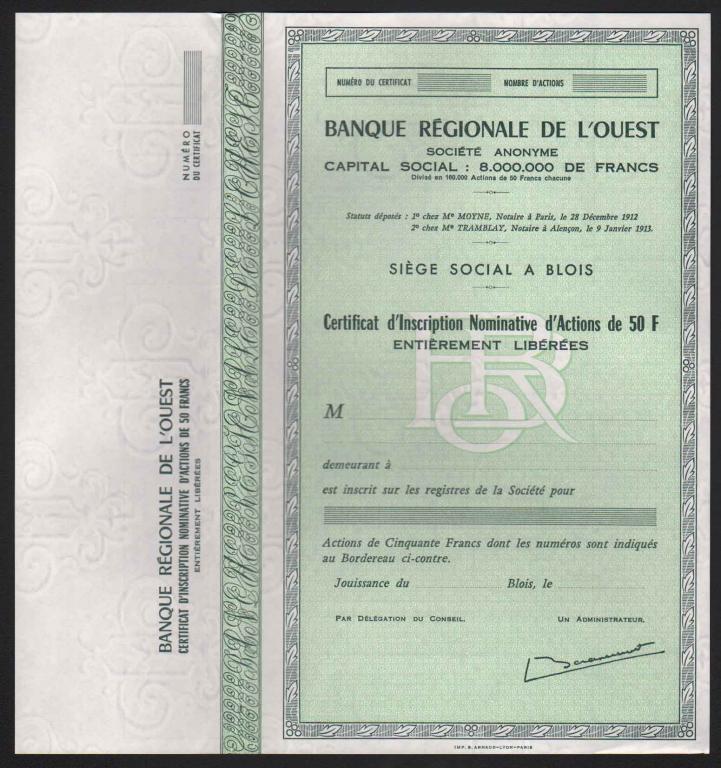 NUMÉRO DU CERTIFICAT NOMBRE D'ACTIONS
BANQUE RÉGIONALE DE L'OUEST
SOCIÉTÉ ANONYME
CAPITAL SOCIAL : 8.000.000 DE FRANCS
Divisé en 160.000 Actions de 50 Francs chacune
Statuts déposés : 1º chez Mᵉ MOYNE, Notaire à Paris, le 28 Décembre 1912
2º chez Mᵉ TRAMBLAY, Notaire à Alençon, le 9 Janvier 1913.
SIÈGE SOCIAL A BLOIS
Certificat d'Inscription Nominative d'Actions de 50 F
ENTIÈREMENT LIBÉRÉES
BRO
M
demeurant à
est inscrit sur les registres de la Société pour
Actions de Cinquante Francs dont les numéros sont indiqués
au Bordereau ci-contre.
Jouissance du Blois, le
PAR DÉLÉGATION DU CONSEIL. UN ADMINISTRATEUR.
IMP. B. ARNAUD-LYON-PARIS
NUMÉRO
DU CERTIFICAT
BANQUE RÉGIONALE DE L'OUEST
CERTIFICAT D'INSCRIPTION NOMINATIVE D'ACTIONS DE 50 FRANCS
ENTIÈREMENT LIBÉRÉES